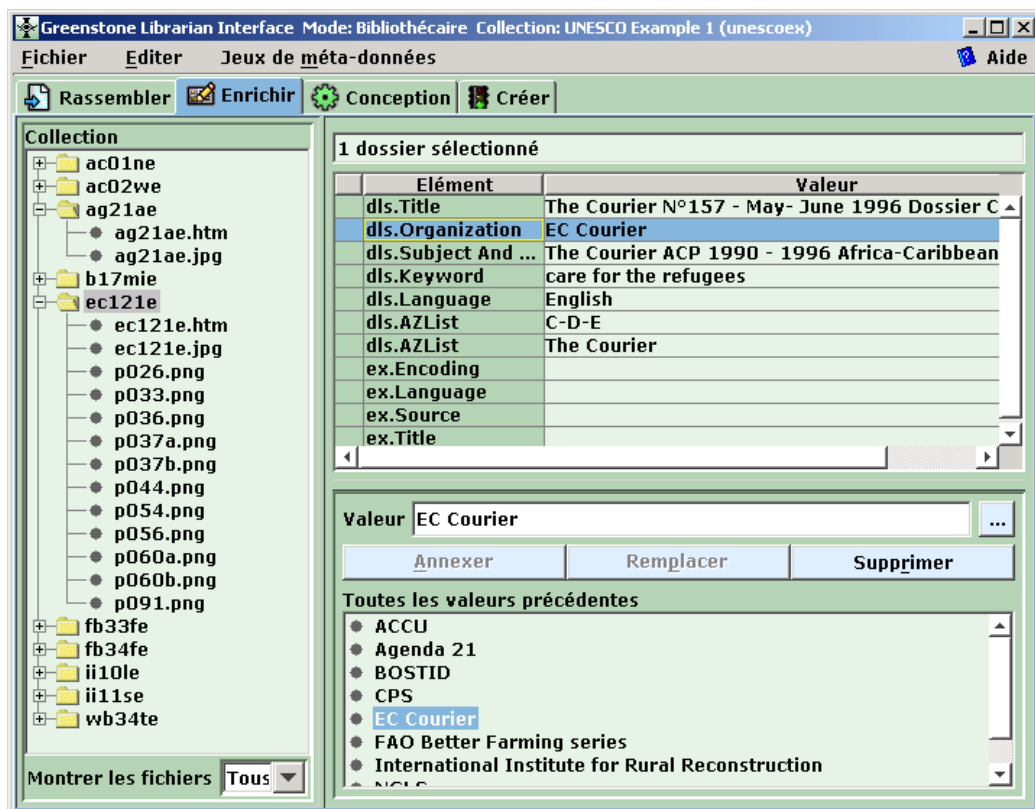 Greenstone Librarian Interface Mode: Bibliothécaire Collection: UNESCO Example 1 (unescoex)
Fichier Editer Jeux de méta-données Aide
Rassembler Enrichir Conception Créer
Collection
ac01ne
ac02we
ag21ae
ag21ae.htm
ag21ae.jpg
b17mie
ec121e
ec121e.htm
ec121e.jpg
p026.png
p033.png
p036.png
p037a.png
p037b.png
p044.png
p054.png
p056.png
p060a.png
p060b.png
p091.png
fb33fe
fb34fe
ii10le
ii11se
wb34te
Montrer les fichiers Tous
1 dossier sélectionné
Elément Valeur
dls.Title The Courier N°157 - May- June 1996 Dossier C
dls.Organization EC Courier
dls.Subject And ... The Courier ACP 1990 - 1996 Africa-Caribbean
dls.Keyword care for the refugees
dls.Language English
dls.AZList C-D-E
dls.AZList The Courier
ex.Encoding
ex.Language
ex.Source
ex.Title
Valeur EC Courier ...
Annexer Remplacer Supprimer
Toutes les valeurs précédentes
ACCU
Agenda 21
BOSTID
CPS
EC Courier
FAO Better Farming series
International Institute for Rural Reconstruction